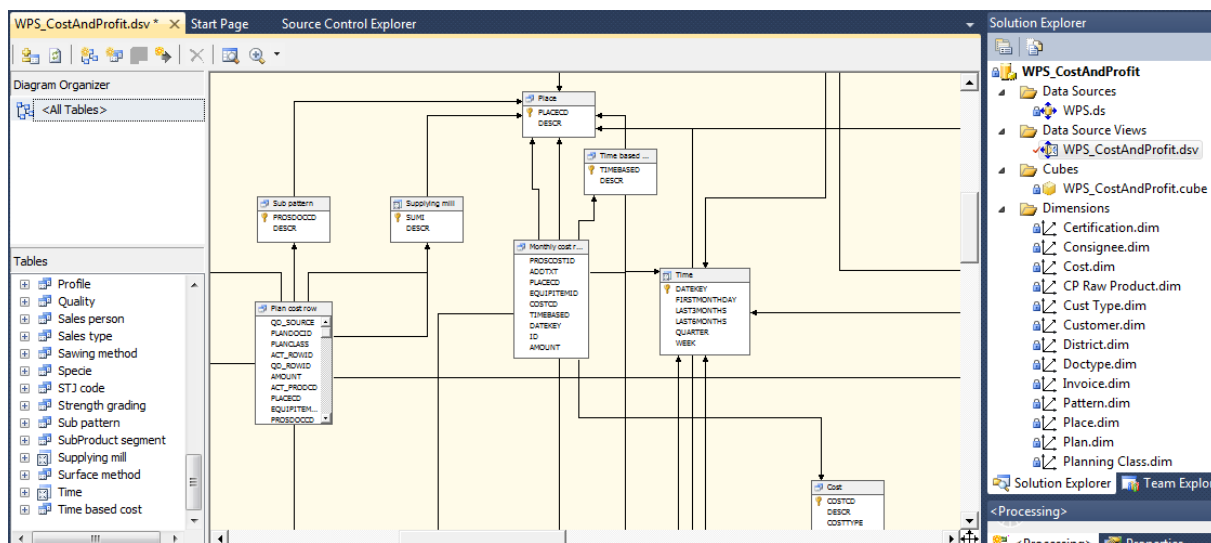 WPS_CostAndProfit.dsv *
Start Page
Source Control Explorer
Diagram Organizer
<All Tables>
Tables
Profile
Quality
Sales person
Sales type
Sawing method
Specie
STJ code
Strength grading
Sub pattern
SubProduct segment
Supplying mill
Surface method
Time
Time based cost
Place
PLACECD
DESCR
Time based ...
TIMEBASED
DESCR
Sub pattern
PROSDOCCD
DESCR
Supplying mill
SUMI
DESCR
Monthly cost r...
PROSCOSTID
ADDTXT
PLACECD
EQUIPITEMID
COSTCD
TIMEBASED
DATEKEY
ID
AMOUNT
Time
DATEKEY
FIRSTMONTHDAY
LAST3MONTHS
LAST6MONTHS
QUARTER
WEEK
Plan cost row
QD_SOURCE
PLANDOCID
PLANCLASS
ACT_ROWID
QD_ROWID
AMOUNT
ACT_PRODCD
PLACECD
EQUIPITEM...
PROSDOCCD
Cost
COSTCD
DESCR
COSTTYPE
Solution Explorer
WPS_CostAndProfit
Data Sources
WPS.ds
Data Source Views
WPS_CostAndProfit.dsv
Cubes
WPS_CostAndProfit.cube
Dimensions
Certification.dim
Consignee.dim
Cost.dim
CP Raw Product.dim
Cust Type.dim
Customer.dim
District.dim
Doctype.dim
Invoice.dim
Pattern.dim
Place.dim
Plan.dim
Planning Class.dim
Solution Explorer
Team Explor
<Processing>
<Processing>
Properties